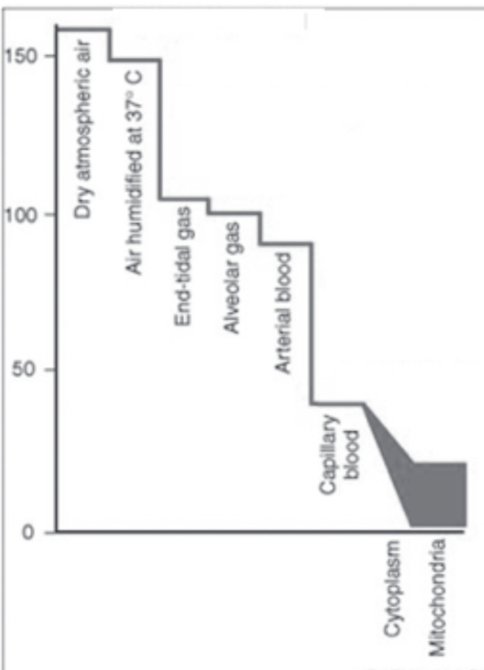 150
100
50
0
Dry atmospheric air
Air humidified at 37° C
End-tidal gas
Alveolar gas
Arterial blood
Capillary
blood
Cytoplasm
Mitochondria